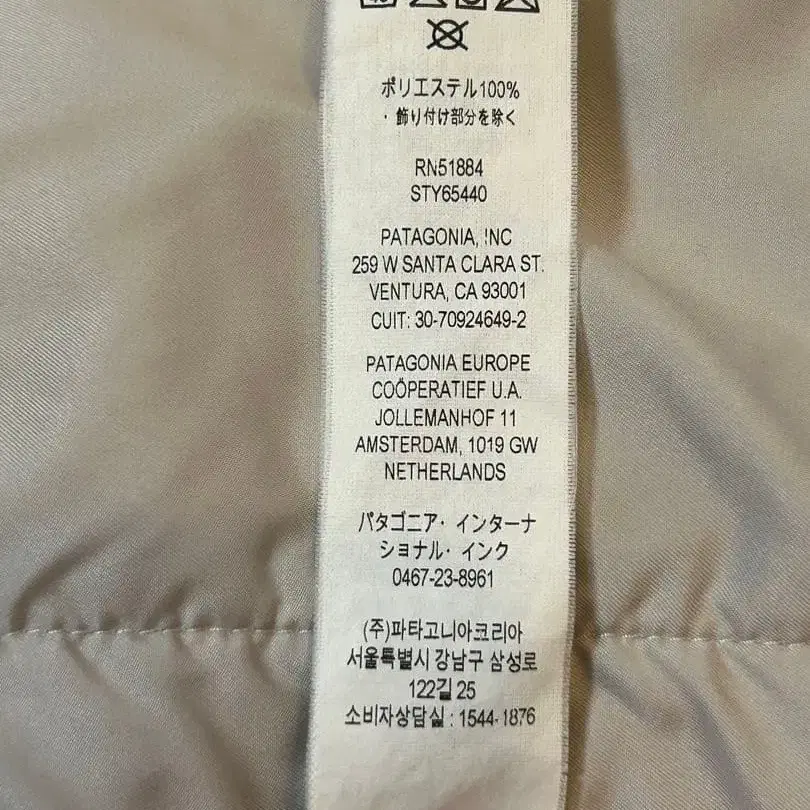 ポリエステル100%
・飾り付け部分を除く
RN51884
STY65440
PATAGONIA, INC
259 W SANTA CLARA ST.
VENTURA, CA 93001
CUIT: 30-70924649-2
PATAGONIA EUROPE
COÖPERATIEF U.A.
JOLLEMANHOF 11
AMSTERDAM, 1019 GW
NETHERLANDS
パタゴニア・インターナ
ショナル・インク
0467-23-8961
(주)파타고니아코리아
서울특별시 강남구 삼성로
122길 25
소비자상담실 : 1544-1876